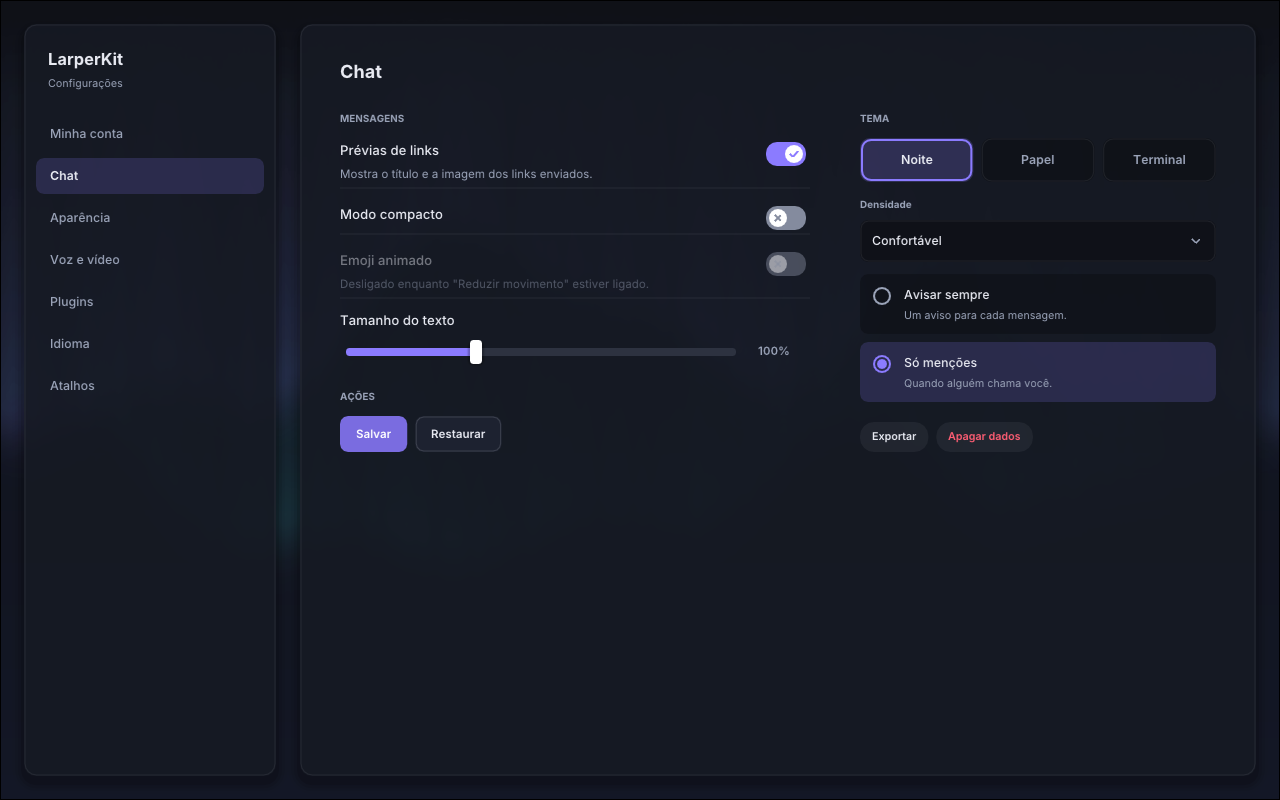 LarperKit
Configurações
Minha conta
Chat
Aparência
Voz e vídeo
Plugins
Idioma
Atalhos
Chat
MENSAGENS
Prévias de links
Mostra o título e a imagem dos links enviados.
Modo compacto
Emoji animado
Desligado enquanto "Reduzir movimento" estiver ligado.
Tamanho do texto
100%
AÇÕES
Salvar
Restaurar
TEMA
Noite
Papel
Terminal
Densidade
Confortável
Avisar sempre
Um aviso para cada mensagem.
Só menções
Quando alguém chama você.
Exportar
Apagar dados